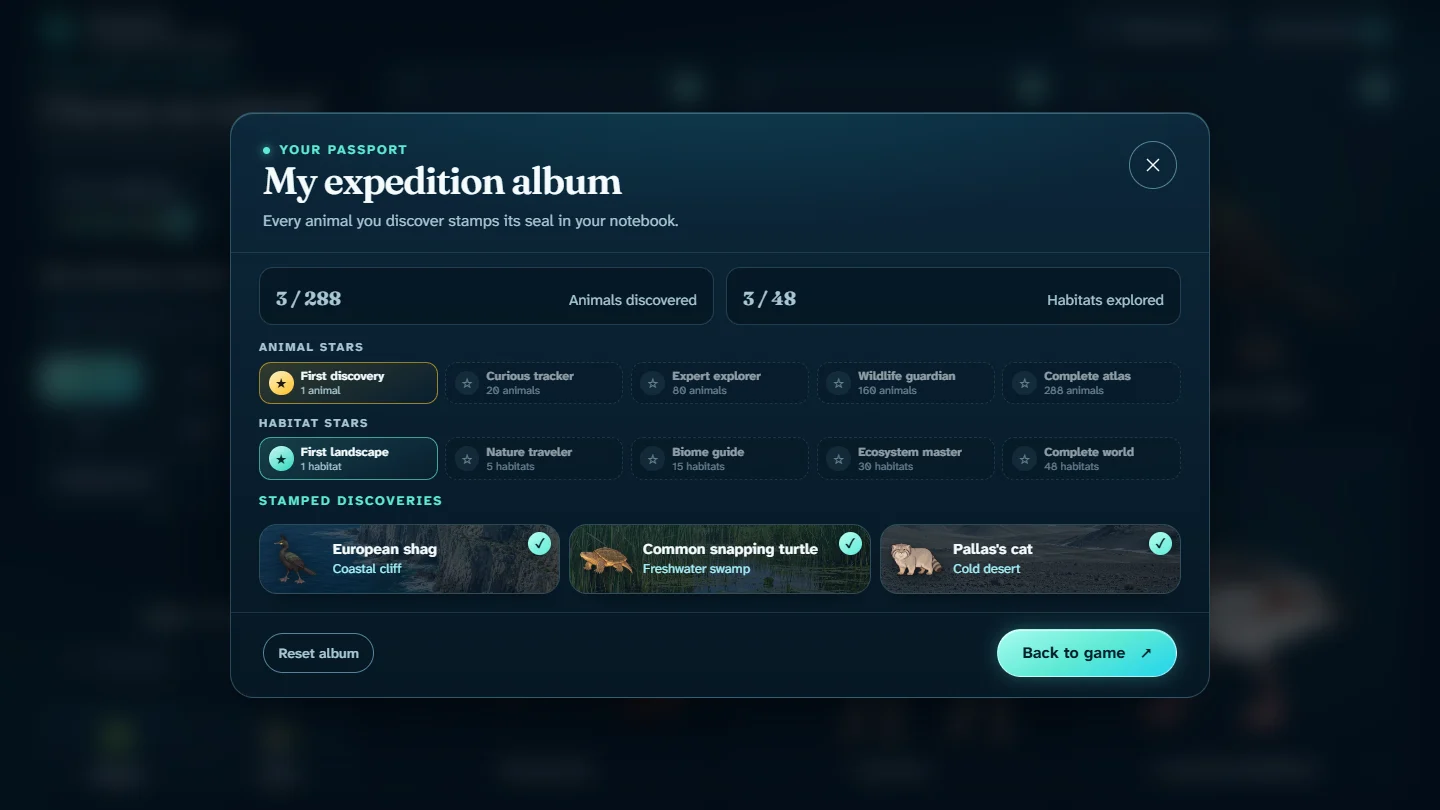 YOUR PASSPORT
My expedition album
Every animal you discover stamps its seal in your notebook.
3 / 288
Animals discovered
3 / 48
Habitats explored
ANIMAL STARS
First discovery
1 animal
Curious tracker
20 animals
Expert explorer
80 animals
Wildlife guardian
160 animals
Complete atlas
288 animals
HABITAT STARS
First landscape
1 habitat
Nature traveler
5 habitats
Biome guide
15 habitats
Ecosystem master
30 habitats
Complete world
48 habitats
STAMPED DISCOVERIES
European shag
Coastal cliff
Common snapping turtle
Freshwater swamp
Pallas's cat
Cold desert
Reset album
Back to game ↗